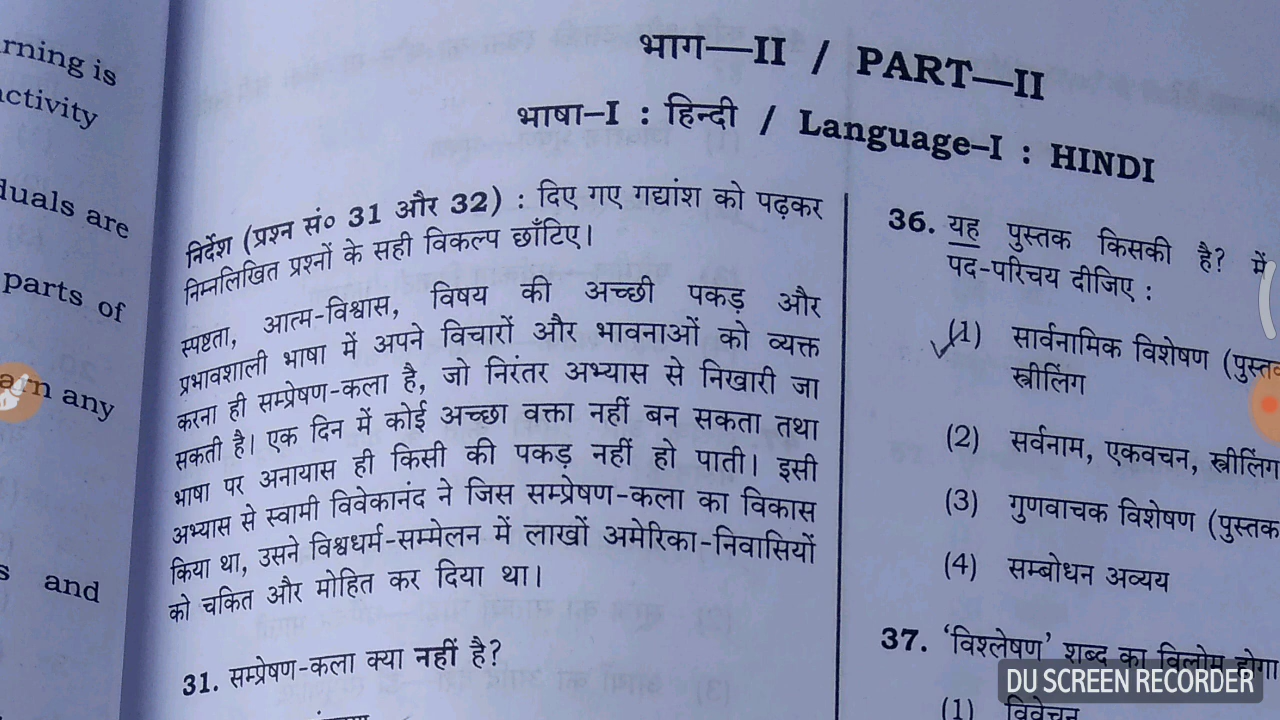 rning is
activity
duals are
parts of
arn any
s and
भाग—II / PART—II
भाषा–I : हिन्दी / Language–I : HINDI
निर्देश (प्रश्न सं० 31 और 32) : दिए गए गद्यांश को पढ़कर
निम्नलिखित प्रश्नों के सही विकल्प छाँटिए।
स्पष्टता, आत्म-विश्वास, विषय की अच्छी पकड़ और
प्रभावशाली भाषा में अपने विचारों और भावनाओं को व्यक्त
करना ही सम्प्रेषण-कला है, जो निरंतर अभ्यास से निखारी जा
सकती है। एक दिन में कोई अच्छा वक्ता नहीं बन सकता तथा
भाषा पर अनायास ही किसी की पकड़ नहीं हो पाती। इसी
अभ्यास से स्वामी विवेकानंद ने जिस सम्प्रेषण-कला का विकास
किया था, उसने विश्वधर्म-सम्मेलन में लाखों अमेरिका-निवासियों
को चकित और मोहित कर दिया था।
31. सम्प्रेषण-कला क्या नहीं है?
36. यह पुस्तक किसकी है? में
पद-परिचय दीजिए :
(1) सार्वनामिक विशेषण (पुस्तक
स्त्रीलिंग
(2) सर्वनाम, एकवचन, स्त्रीलिंग
(3) गुणवाचक विशेषण (पुस्तक
(4) सम्बोधन अव्यय
37. ‘विश्लेषण’ शब्द का विलोम होगा
(1) विवेचन
DU SCREEN RECORDER